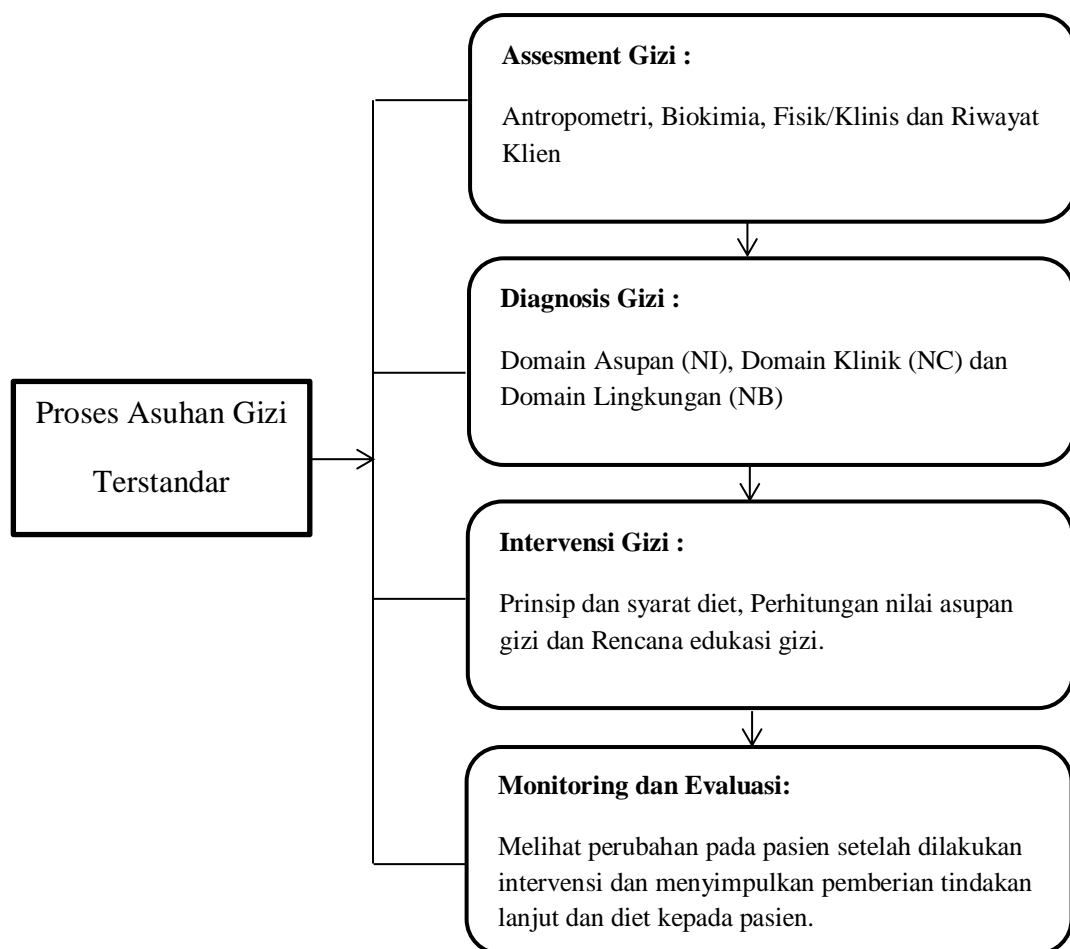 Assesment Gizi :
Antropometri, Biokimia, Fisik/Klinis dan Riwayat
Klien
Diagnosis Gizi :
Domain Asupan (NI), Domain Klinik (NC) dan
Domain Lingkungan (NB)
Proses Asuhan Gizi
Terstandar
Intervensi Gizi :
Prinsip dan syarat diet, Perhitungan nilai asupan
gizi dan Rencana edukasi gizi.
Monitoring dan Evaluasi:
Melihat perubahan pada pasien setelah dilakukan
intervensi dan menyimpulkan pemberian tindakan
lanjut dan diet kepada pasien.